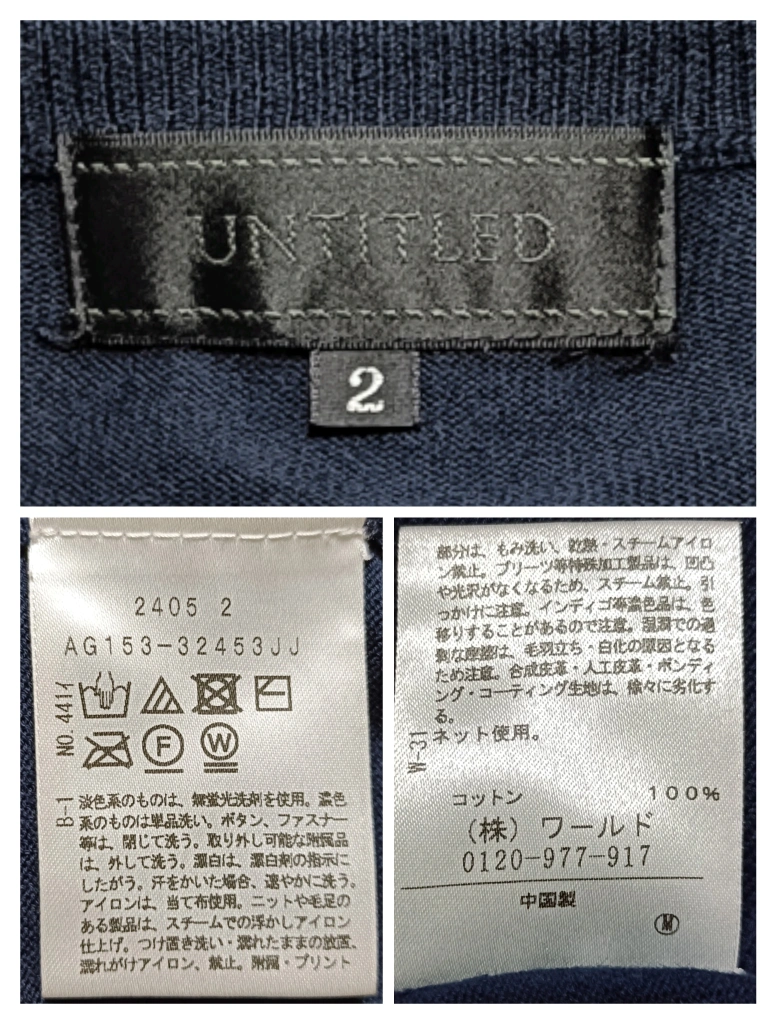 UNTITLED
2
2405 2
AG153-32453JJ
NO. 441イ
F
W
B-1
淡色系のものは、無蛍光洗剤を使用。濃色
系のものは単品洗い。ボタン、ファスナー
等は、閉じて洗う。取り外し可能な附属品
は、外して洗う。漂白は、漂白剤の指示に
したがう。汗をかいた場合、速やかに洗う。
アイロンは、当て布使用。ニットや毛足の
ある製品は、スチームでの浮かしアイロン
仕上げ。つけ置き洗い・濡れたままの放置、
濡れがけアイロン、禁止。附属・プリント
部分は、もみ洗い、乾熱・スチームアイロ
ン禁止。プリーツ等特殊加工製品は、凹凸
や光沢がなくなるため、スチーム禁止。引
っかけに注意。インディゴ等濃色品は、色
移りすることがあるので注意。湿潤での過
剰な摩擦は、毛羽立ち・白化の原因となる
ため注意。合成皮革・人工皮革・ボンディ
ング・コーティング生地は、徐々に劣化す
る。
W-31
ネット使用。
コットン 100%
(株) ワールド
0120-977-917
中国製
M